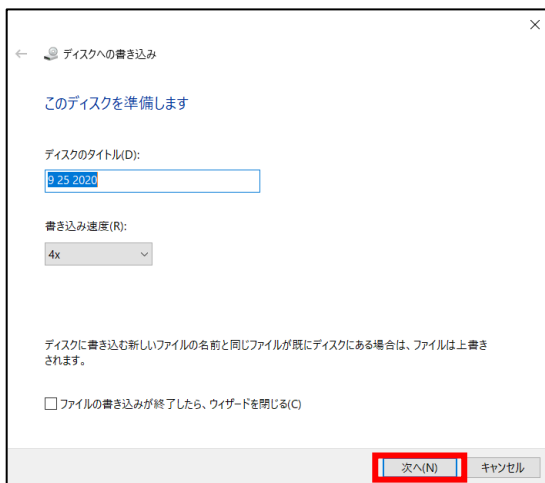 ディスクへの書き込み
このディスクを準備します
ディスクのタイトル(D):
9 25 2020
書き込み速度(R):
4x
ディスクに書き込む新しいファイルの名前と同じファイルが既にディスクにある場合は、ファイルは上書き
されます。
ファイルの書き込みが終了したら、ウィザードを閉じる(C)
次へ(N) キャンセル